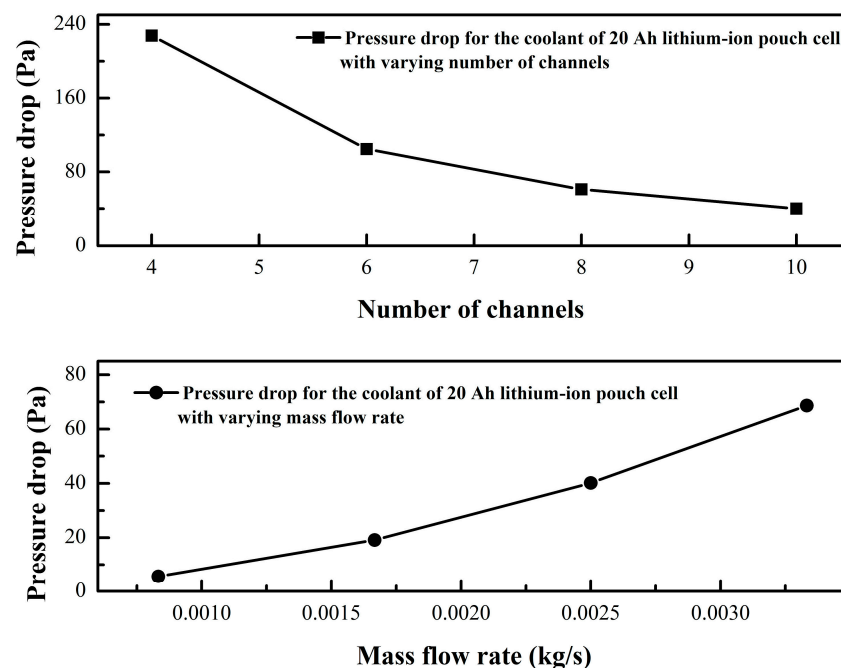 240
160
80
0
Pressure drop (Pa)
Pressure drop for the coolant of 20 Ah lithium-ion pouch cell
with varying number of channels
4 5 6 7 8 9 10
Number of channels
80
60
40
20
0
Pressure drop (Pa)
Pressure drop for the coolant of 20 Ah lithium-ion pouch cell
with varying mass flow rate
0.0010 0.0015 0.0020 0.0025 0.0030
Mass flow rate (kg/s)